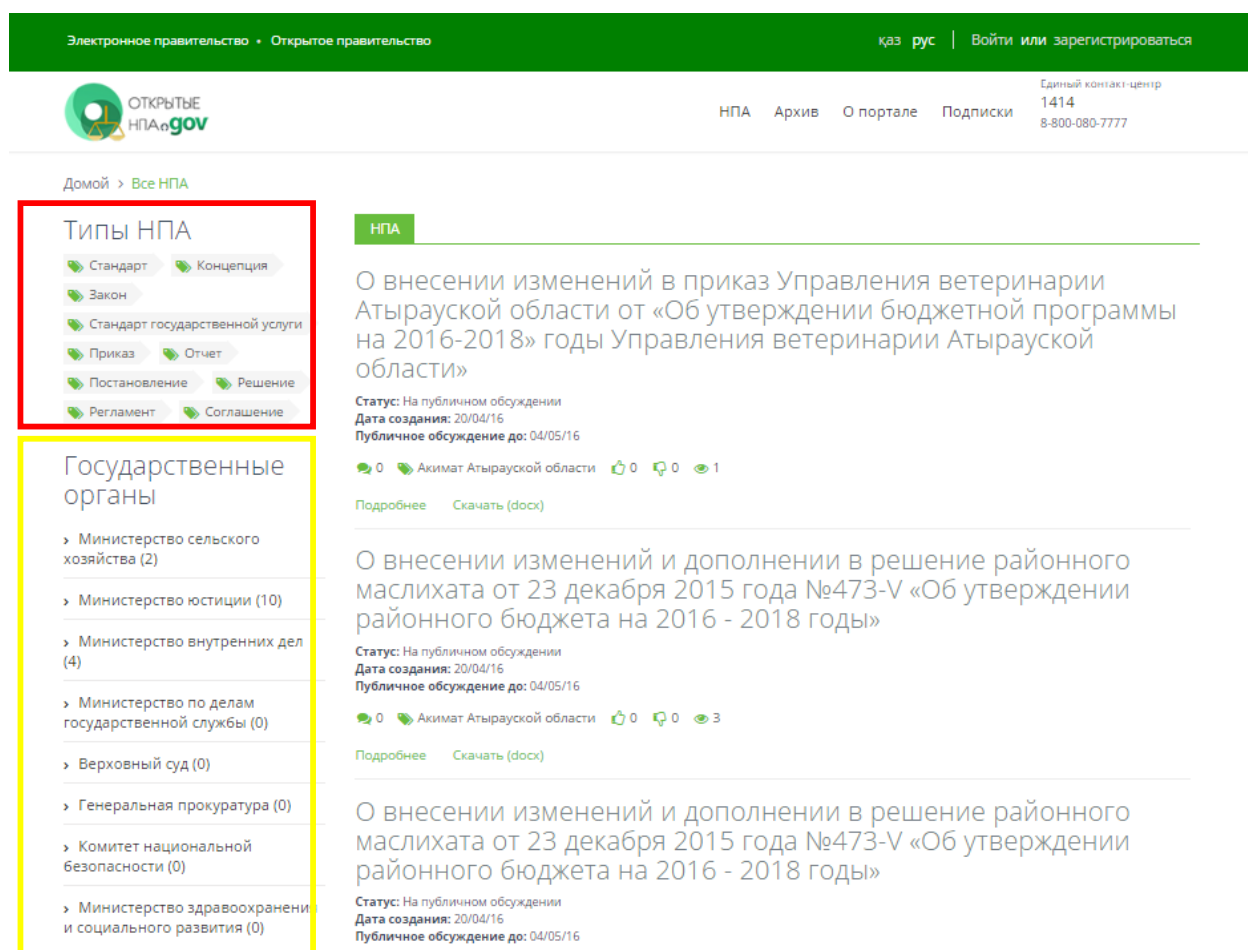 Электронное правительство • Открытое правительство
қаз рус | Войти или зарегистрироваться
ОТКРЫТЫЕ
НПА gov
НПА Архив О портале Подписки
Единый контакт-центр
1414
8-800-080-7777
Домой > Все НПА
Типы НПА
Стандарт Концепция
Закон
Стандарт государственной услуги
Приказ Отчет
Постановление Решение
Регламент Соглашение
Государственные
органы
› Министерство сельского
хозяйства (2)
› Министерство юстиции (10)
› Министерство внутренних дел
(4)
› Министерство по делам
государственной службы (0)
› Верховный суд (0)
› Генеральная прокуратура (0)
› Комитет национальной
безопасности (0)
› Министерство здравоохранения
и социального развития (0)
НПА
О внесении изменений в приказ Управления ветеринарии
Атырауской области от «Об утверждении бюджетной программы
на 2016-2018» годы Управления ветеринарии Атырауской
области»
Статус: На публичном обсуждении
Дата создания: 20/04/16
Публичное обсуждение до: 04/05/16
0 Акимат Атырауской области 0 0 1
Подробнее Скачать (docx)
О внесении изменений и дополнении в решение районного
маслихата от 23 декабря 2015 года №473-V «Об утверждении
районного бюджета на 2016 - 2018 годы»
Статус: На публичном обсуждении
Дата создания: 20/04/16
Публичное обсуждение до: 04/05/16
0 Акимат Атырауской области 0 0 3
Подробнее Скачать (docx)
О внесении изменений и дополнении в решение районного
маслихата от 23 декабря 2015 года №473-V «Об утверждении
районного бюджета на 2016 - 2018 годы»
Статус: На публичном обсуждении
Дата создания: 20/04/16
Публичное обсуждение до: 04/05/16